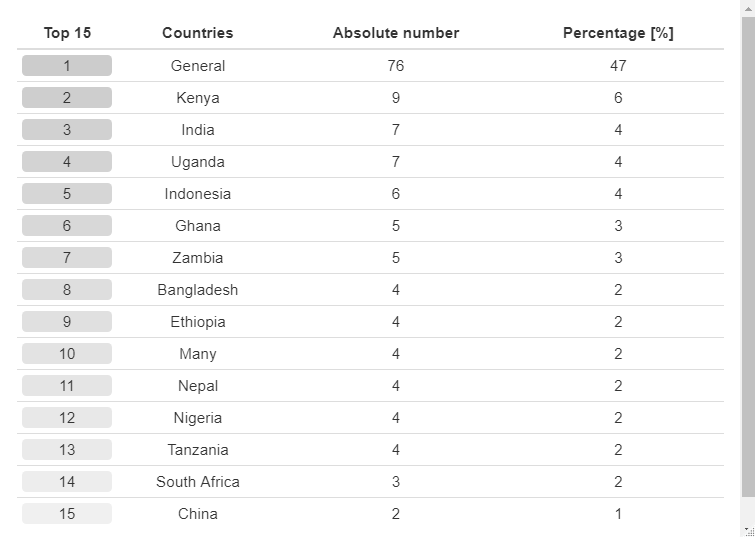 Top 15 Countries Absolute number Percentage [%]
1 General 76 47
2 Kenya 9 6
3 India 7 4
4 Uganda 7 4
5 Indonesia 6 4
6 Ghana 5 3
7 Zambia 5 3
8 Bangladesh 4 2
9 Ethiopia 4 2
10 Many 4 2
11 Nepal 4 2
12 Nigeria 4 2
13 Tanzania 4 2
14 South Africa 3 2
15 China 2 1